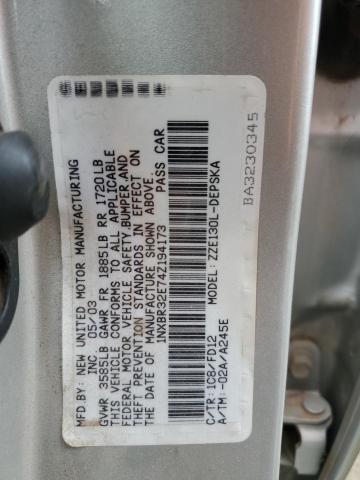 MFD BY: NEW UNITED MOTOR MANUFACTURING
INC. 05/03
GVWR 3585LB GAWR FR 1885LB RR 1720LB
THIS VEHICLE CONFORMS TO ALL APPLICABLE
FEDERAL MOTOR VEHICLE SAFETY,BUMPER,AND
THEFT PREVENTION STANDARDS IN EFFECT ON
DATE OF MANUFACTURE SHOWN ABOVE.
1NXBR32E74Z194173 PASS CAR
MODEL: ZZE130L-DEPSKA
C/TR:1C8/FD12
A/TM:-02A/A245E
BA3230345